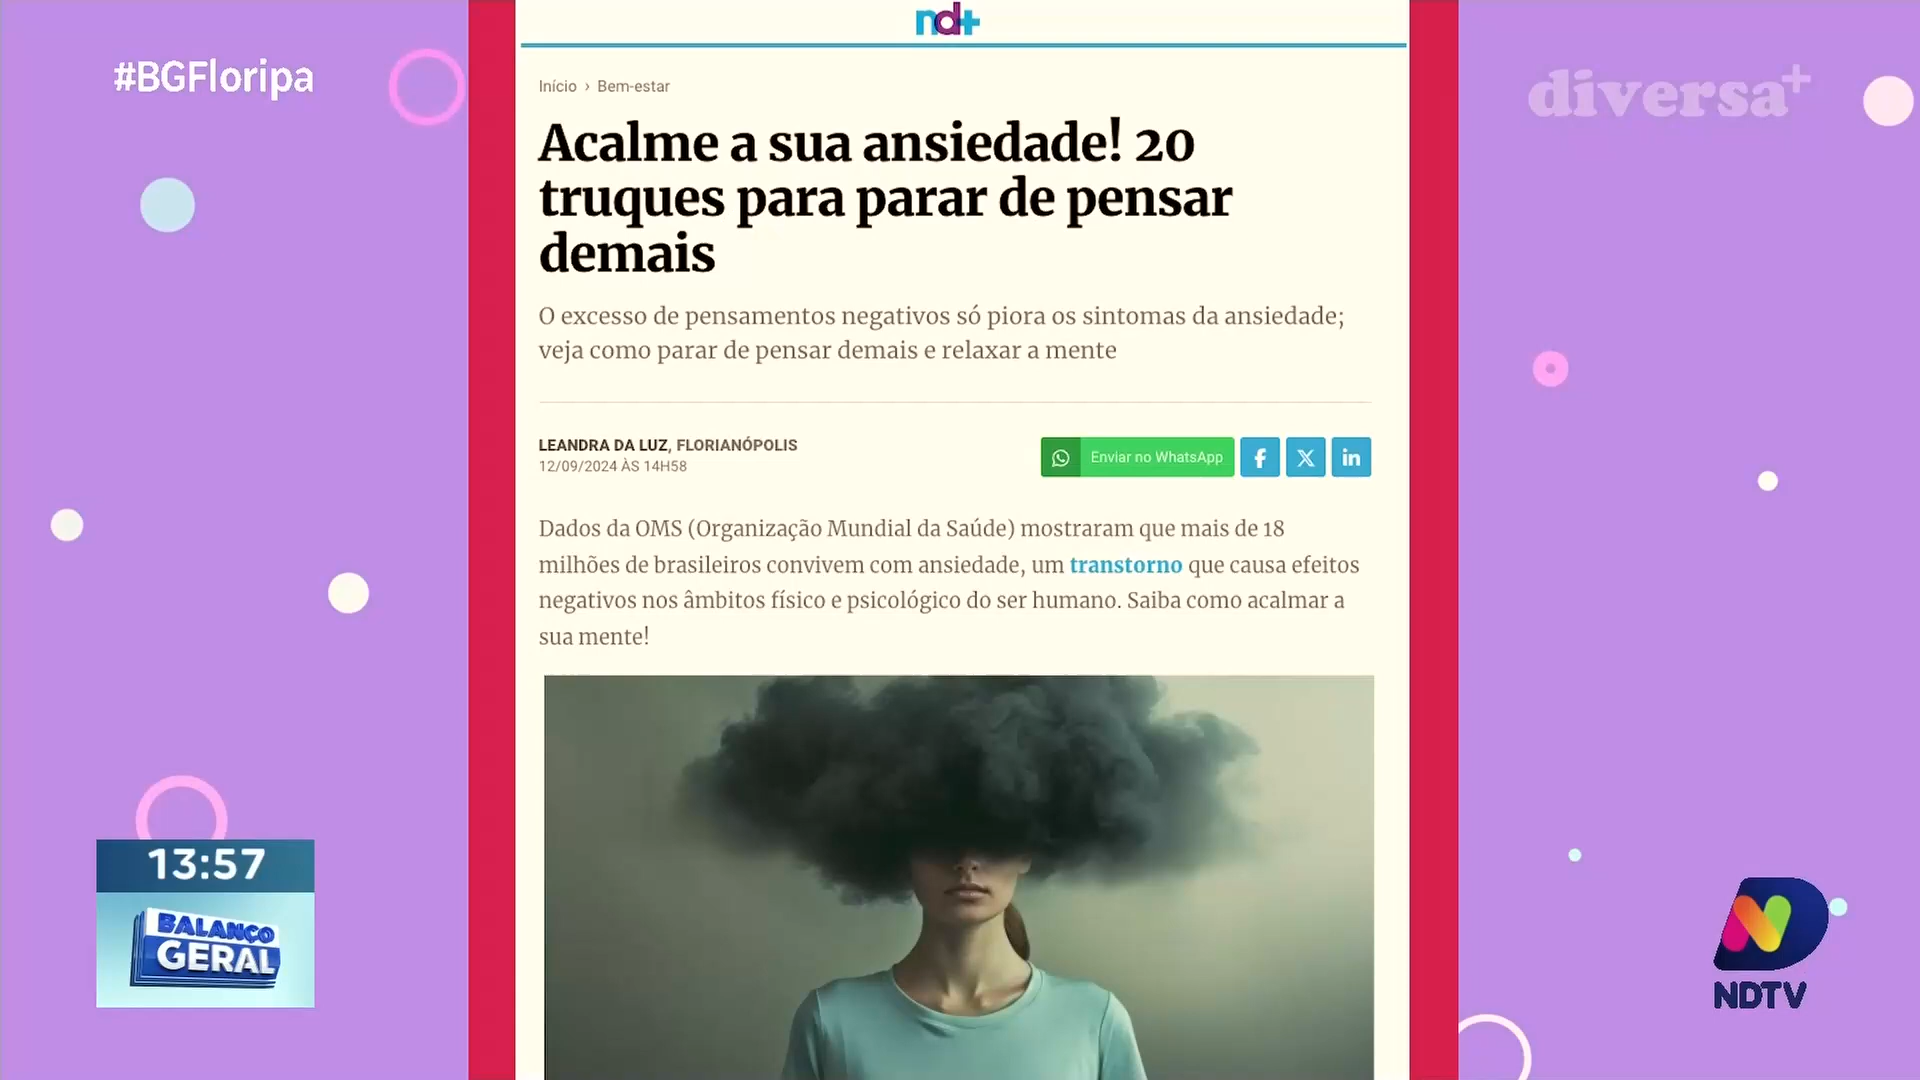 nd+
#BGFloripa
diversa+
Início › Bem-estar
Acalme a sua ansiedade! 20
truques para parar de pensar
demais
O excesso de pensamentos negativos só piora os sintomas da ansiedade;
veja como parar de pensar demais e relaxar a mente
LEANDRA DA LUZ, FLORIANÓPOLIS
12/09/2024 ÀS 14H58
Enviar no WhatsApp
Dados da OMS (Organização Mundial da Saúde) mostraram que mais de 18
milhões de brasileiros convivem com ansiedade, um transtorno que causa efeitos
negativos nos âmbitos físico e psicológico do ser humano. Saiba como acalmar a
sua mente!
13:57
BALANÇO
GERAL
NDTV